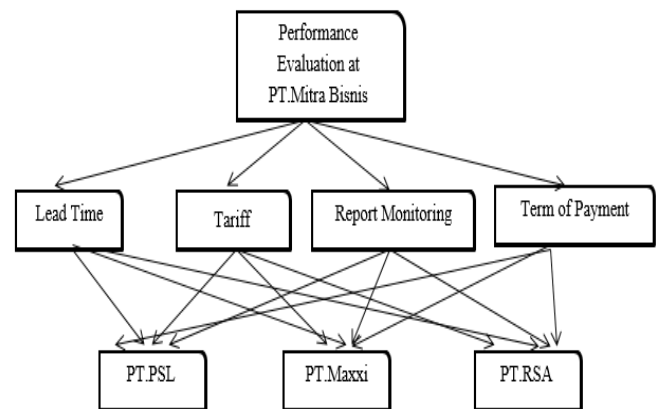 Performance
Evaluation at
PT.Mitra Bisnis
Lead Time
Tariff
Report Monitoring
Term of Payment
PT.PSL
PT.Maxxi
PT.RSA